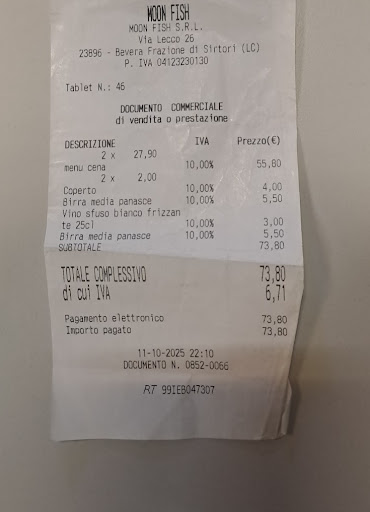 MOON FISH
MOON FISH S.R.L.
Via Lecco 26
23896 - Bevera Frazione di Sirtori (LC)
P. IVA 04123230130
Tablet N.: 46
DOCUMENTO COMMERCIALE
di vendita o prestazione
DESCRIZIONE IVA Prezzo(€)
2 x 27,90
menu cena 10,00% 55,80
2 x 2,00
Coperto 10,00% 4,00
Birra media panasce 10,00% 5,50
Vino sfuso bianco frizzan
te 25cl 10,00% 3,00
Birra media panasce 10,00% 5,50
SUBTOTALE 73,80
TOTALE COMPLESSIVO 73,80
di cui IVA 6,71
Pagamento elettronico 73,80
Importo pagato 73,80
11-10-2025 22:10
DOCUMENTO N. 0852-0066
RT 99IEB047307